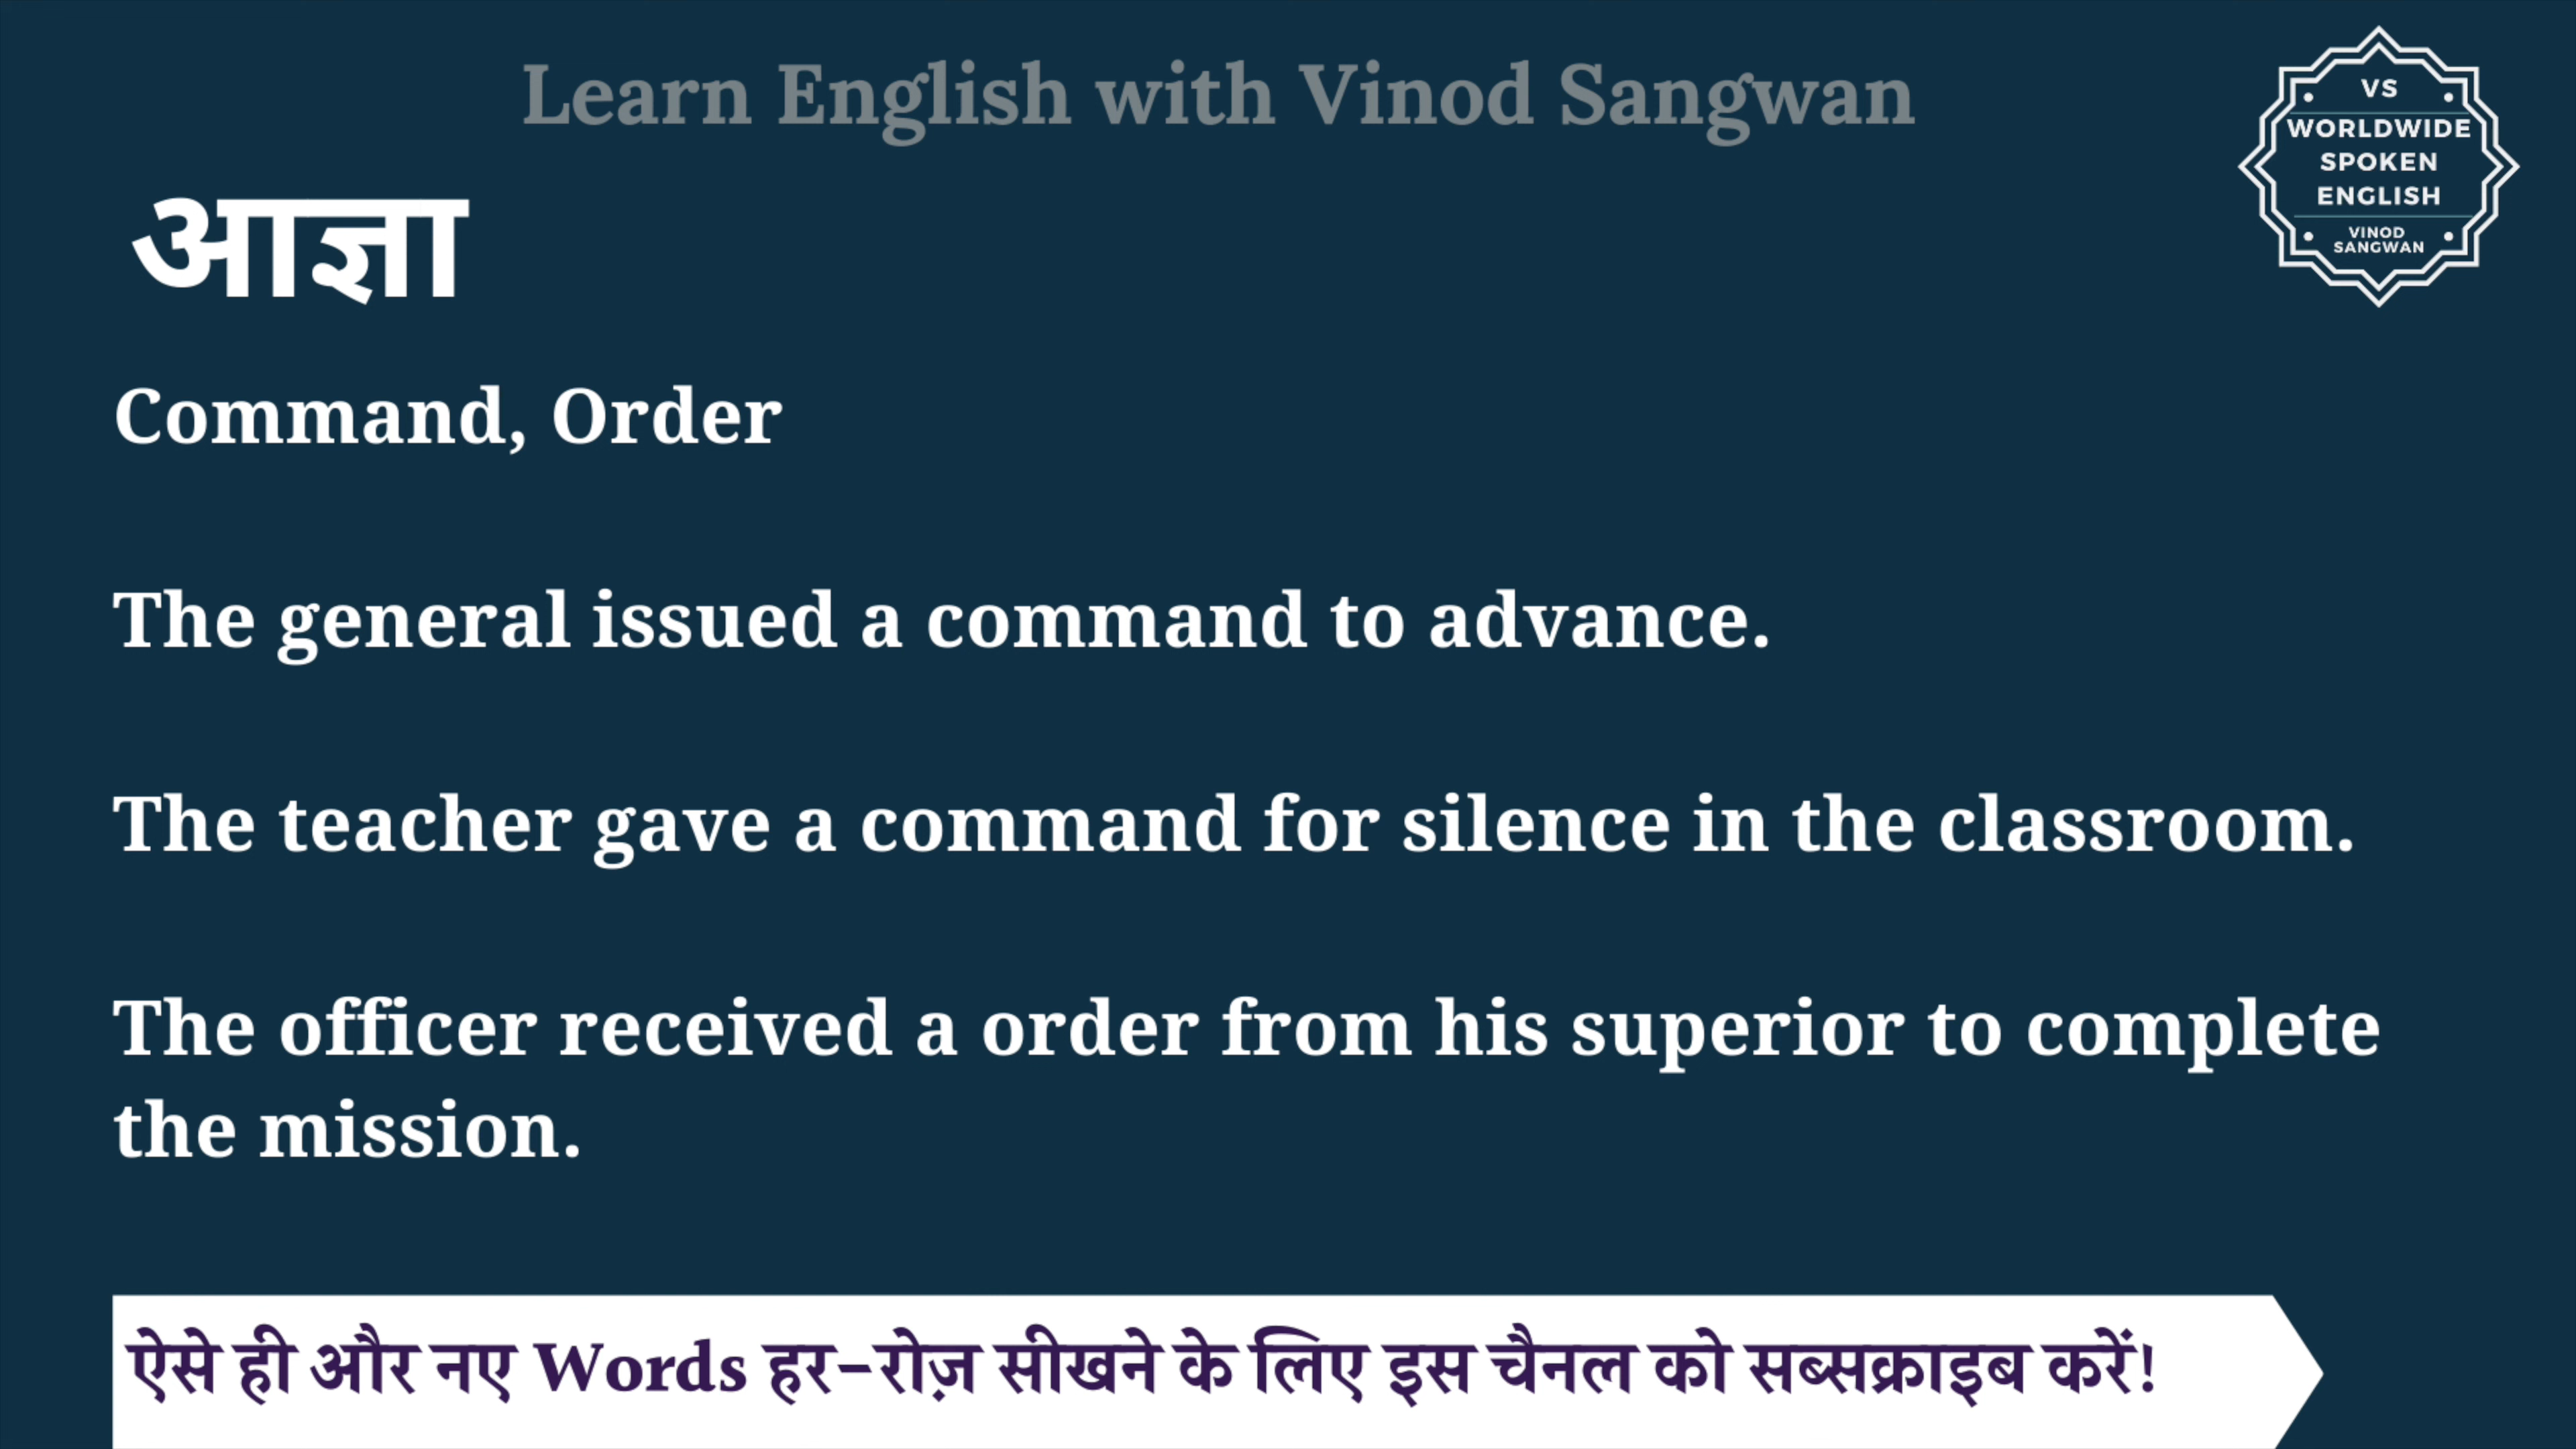 Learn English with Vinod Sangwan
VS
WORLDWIDE
SPOKEN
ENGLISH
VINOD
SANGWAN
आज्ञा
Command, Order
The general issued a command to advance.
The teacher gave a command for silence in the classroom.
The officer received a order from his superior to complete
the mission.
ऐसे ही और नए Words हर-रोज़ सीखने के लिए इस चैनल को सब्सक्राइब करें!